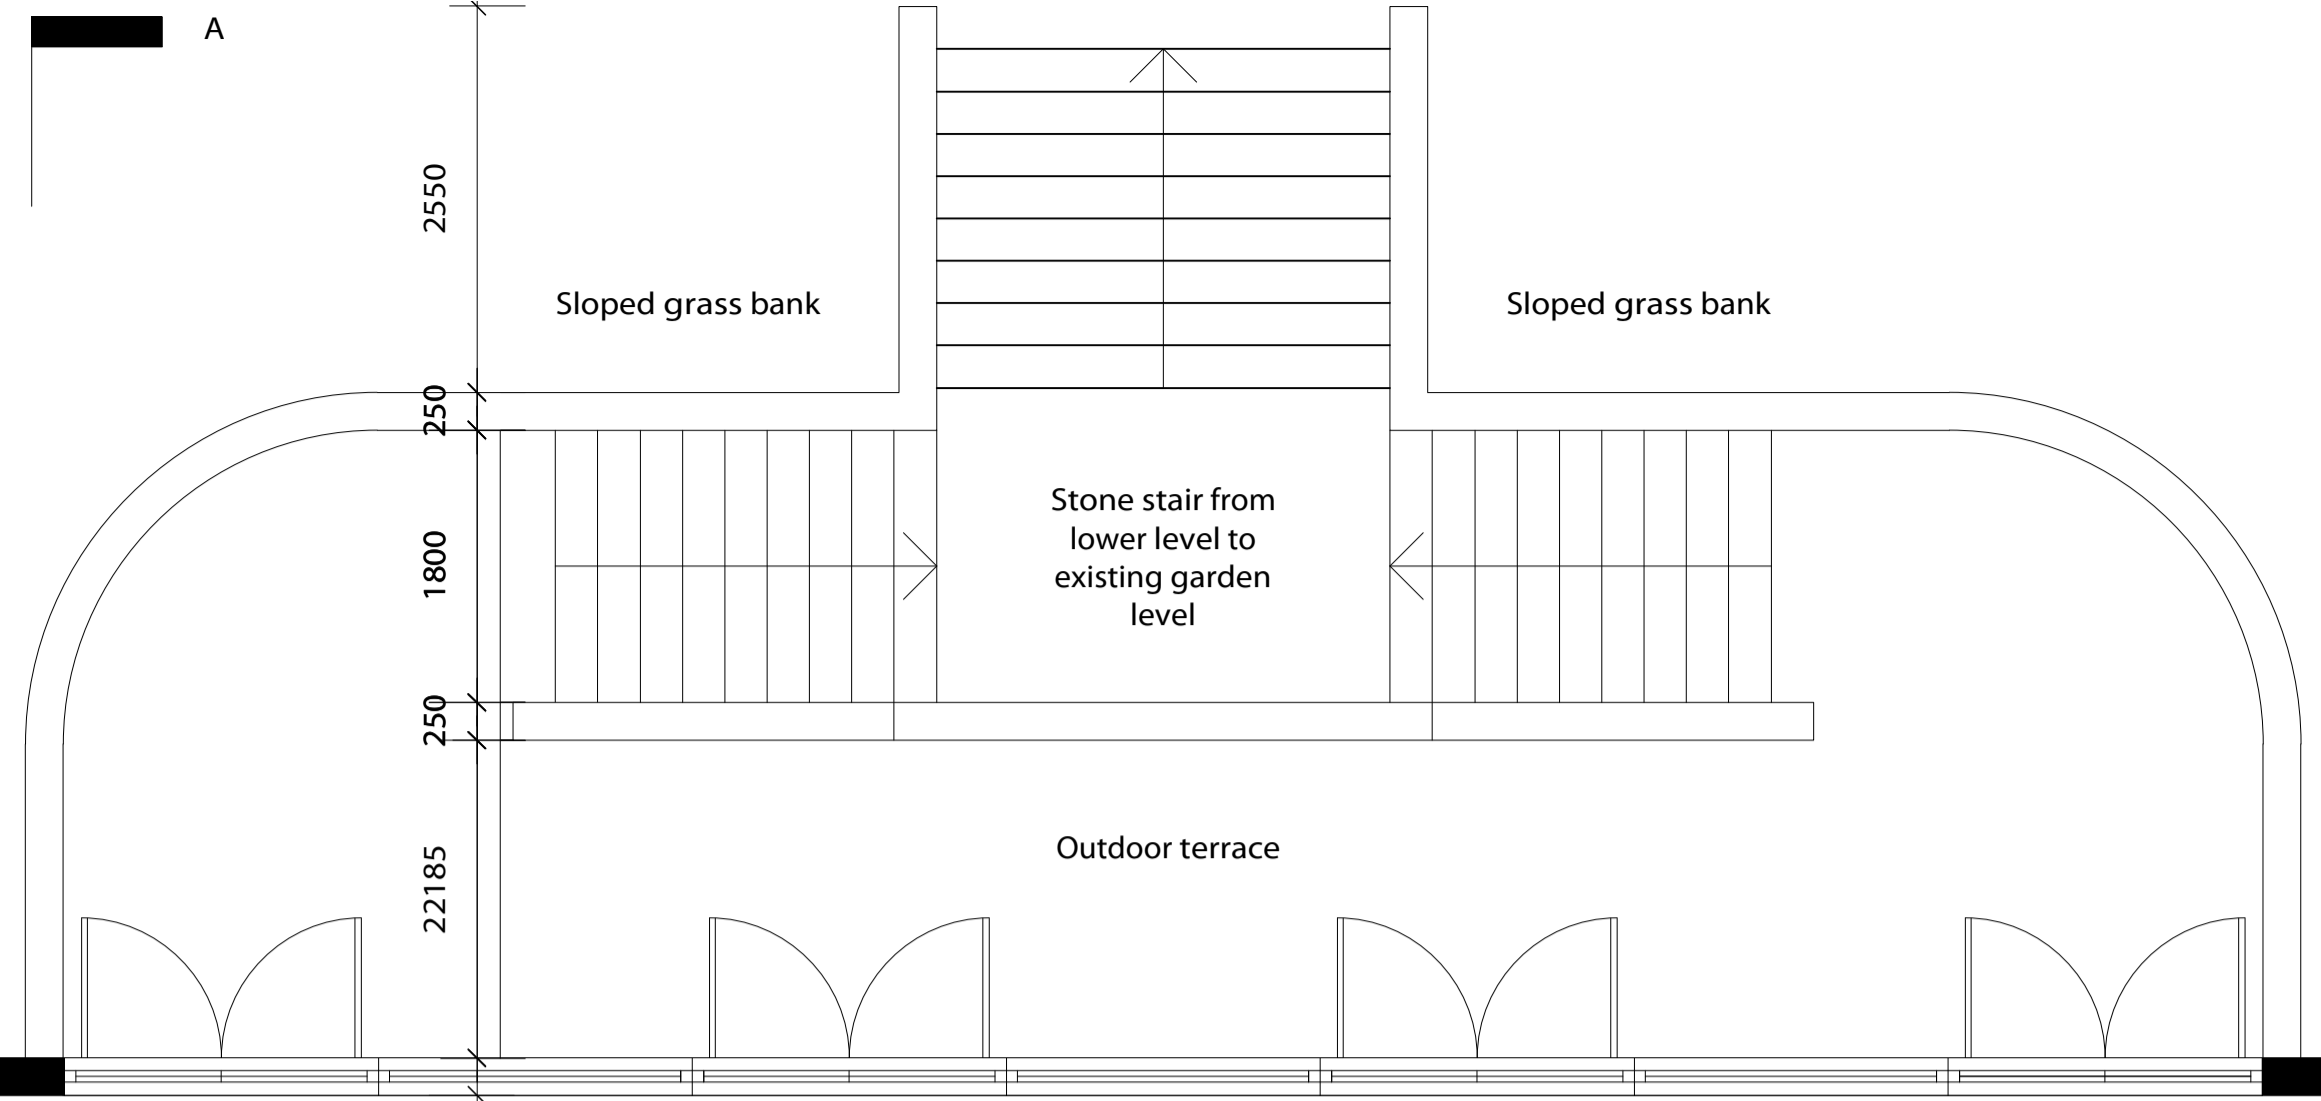 A
2550
Sloped grass bank
Sloped grass bank
250
Stone stair from
lower level to
existing garden
level
1800
250
Outdoor terrace
22185